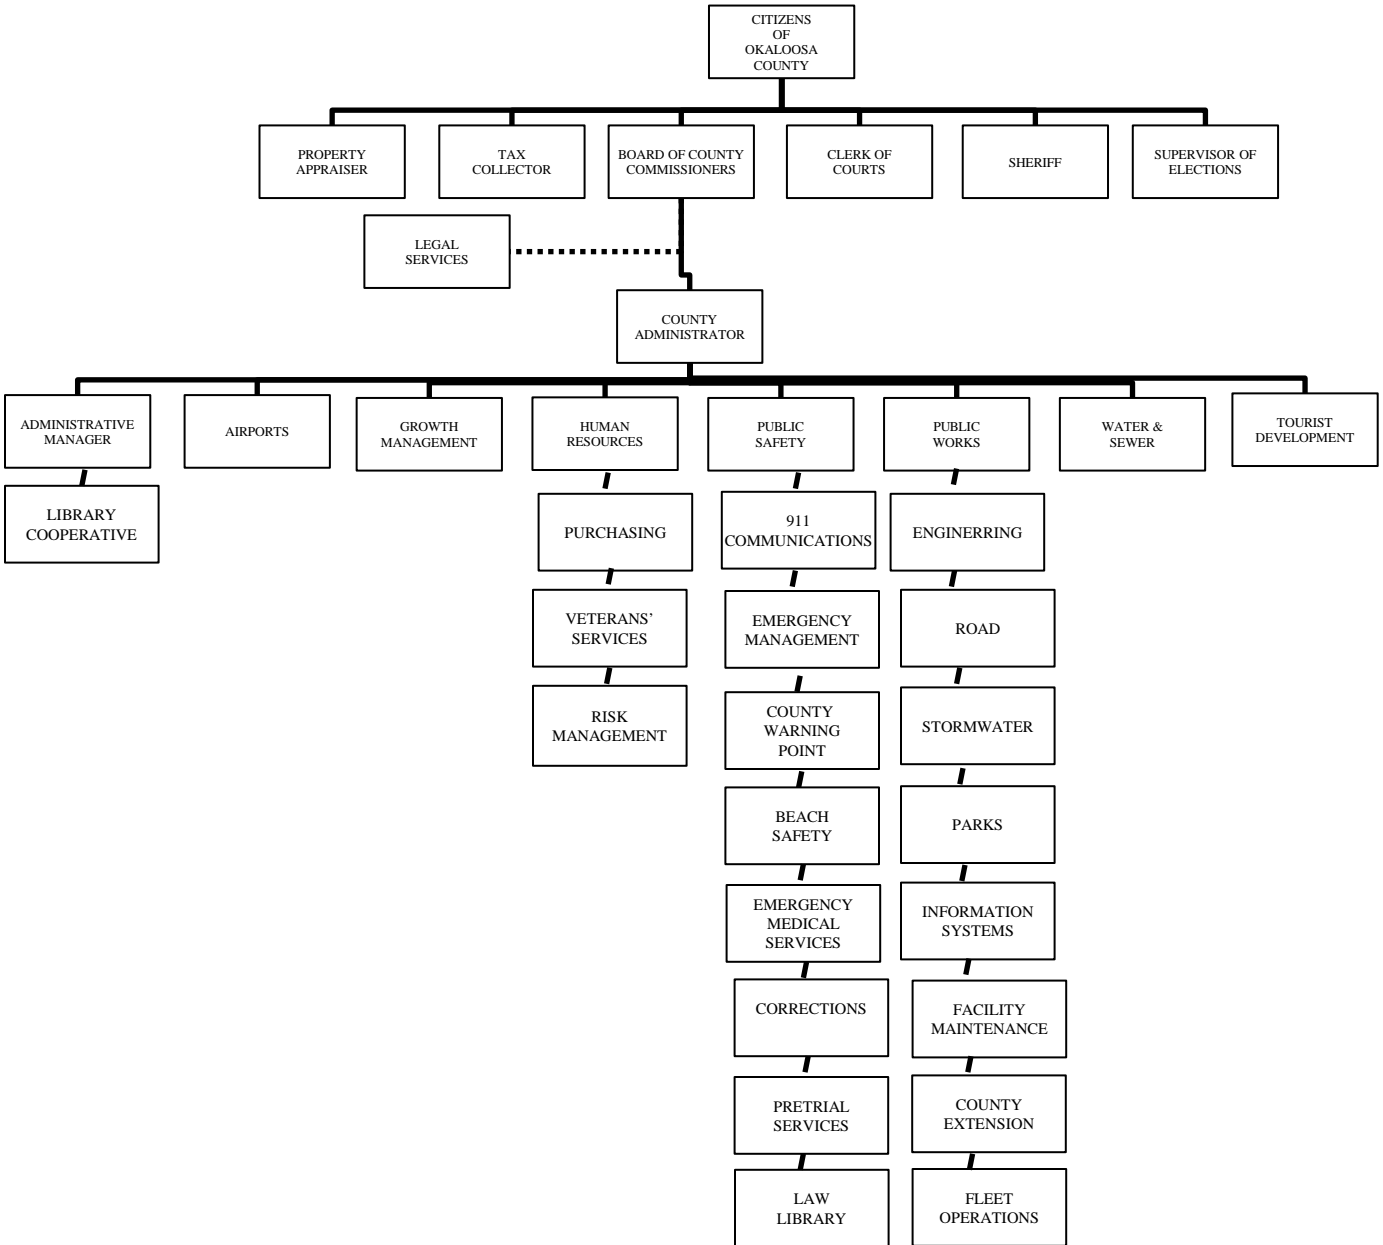 CITIZENS
OF
OKALOOSA
COUNTY
PROPERTY
APPRAISER
TAX
COLLECTOR
BOARD OF COUNTY
COMMISSIONERS
CLERK OF
COURTS
SHERIFF
SUPERVISOR OF
ELECTIONS
LEGAL
SERVICES
COUNTY
ADMINISTRATOR
ADMINISTRATIVE
MANAGER
AIRPORTS
GROWTH
MANAGEMENT
HUMAN
RESOURCES
PUBLIC
SAFETY
PUBLIC
WORKS
WATER &
SEWER
TOURIST
DEVELOPMENT
LIBRARY
COOPERATIVE
PURCHASING
VETERANS’
SERVICES
RISK
MANAGEMENT
911
COMMUNICATIONS
EMERGENCY
MANAGEMENT
COUNTY
WARNING
POINT
BEACH
SAFETY
EMERGENCY
MEDICAL
SERVICES
CORRECTIONS
PRETRIAL
SERVICES
LAW
LIBRARY
ENGINERRING
ROAD
STORMWATER
PARKS
INFORMATION
SYSTEMS
FACILITY
MAINTENANCE
COUNTY
EXTENSION
FLEET
OPERATIONS